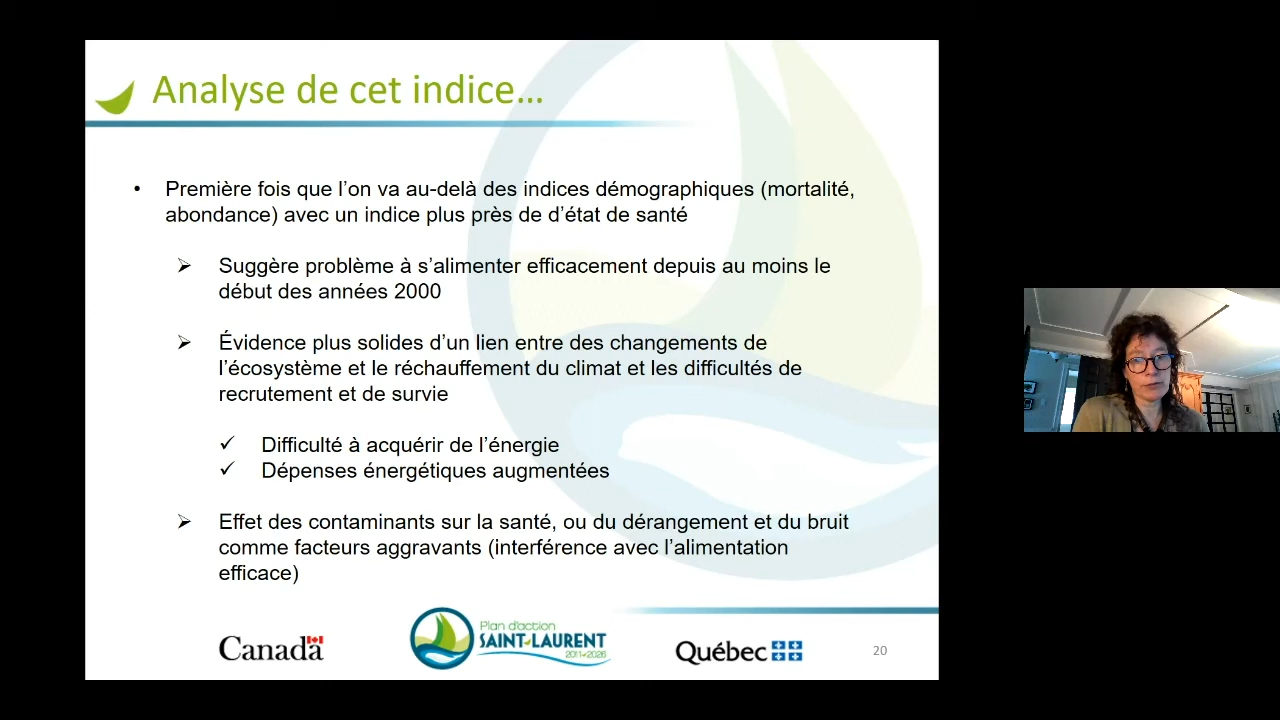 Analyse de cet indice…
• Première fois que l’on va au-delà des indices démographiques (mortalité,
abondance) avec un indice plus près de d’état de santé
➢ Suggère problème à s’alimenter efficacement depuis au moins le
début des années 2000
➢ Évidence plus solides d’un lien entre des changements de
l’écosystème et le réchauffement du climat et les difficultés de
recrutement et de survie
✓ Difficulté à acquérir de l’énergie
✓ Dépenses énergétiques augmentées
➢ Effet des contaminants sur la santé, ou du dérangement et du bruit
comme facteurs aggravants (interférence avec l’alimentation
efficace)
Canada
Plan d’action
SAINT-LAURENT
2011-2026
Québec
20